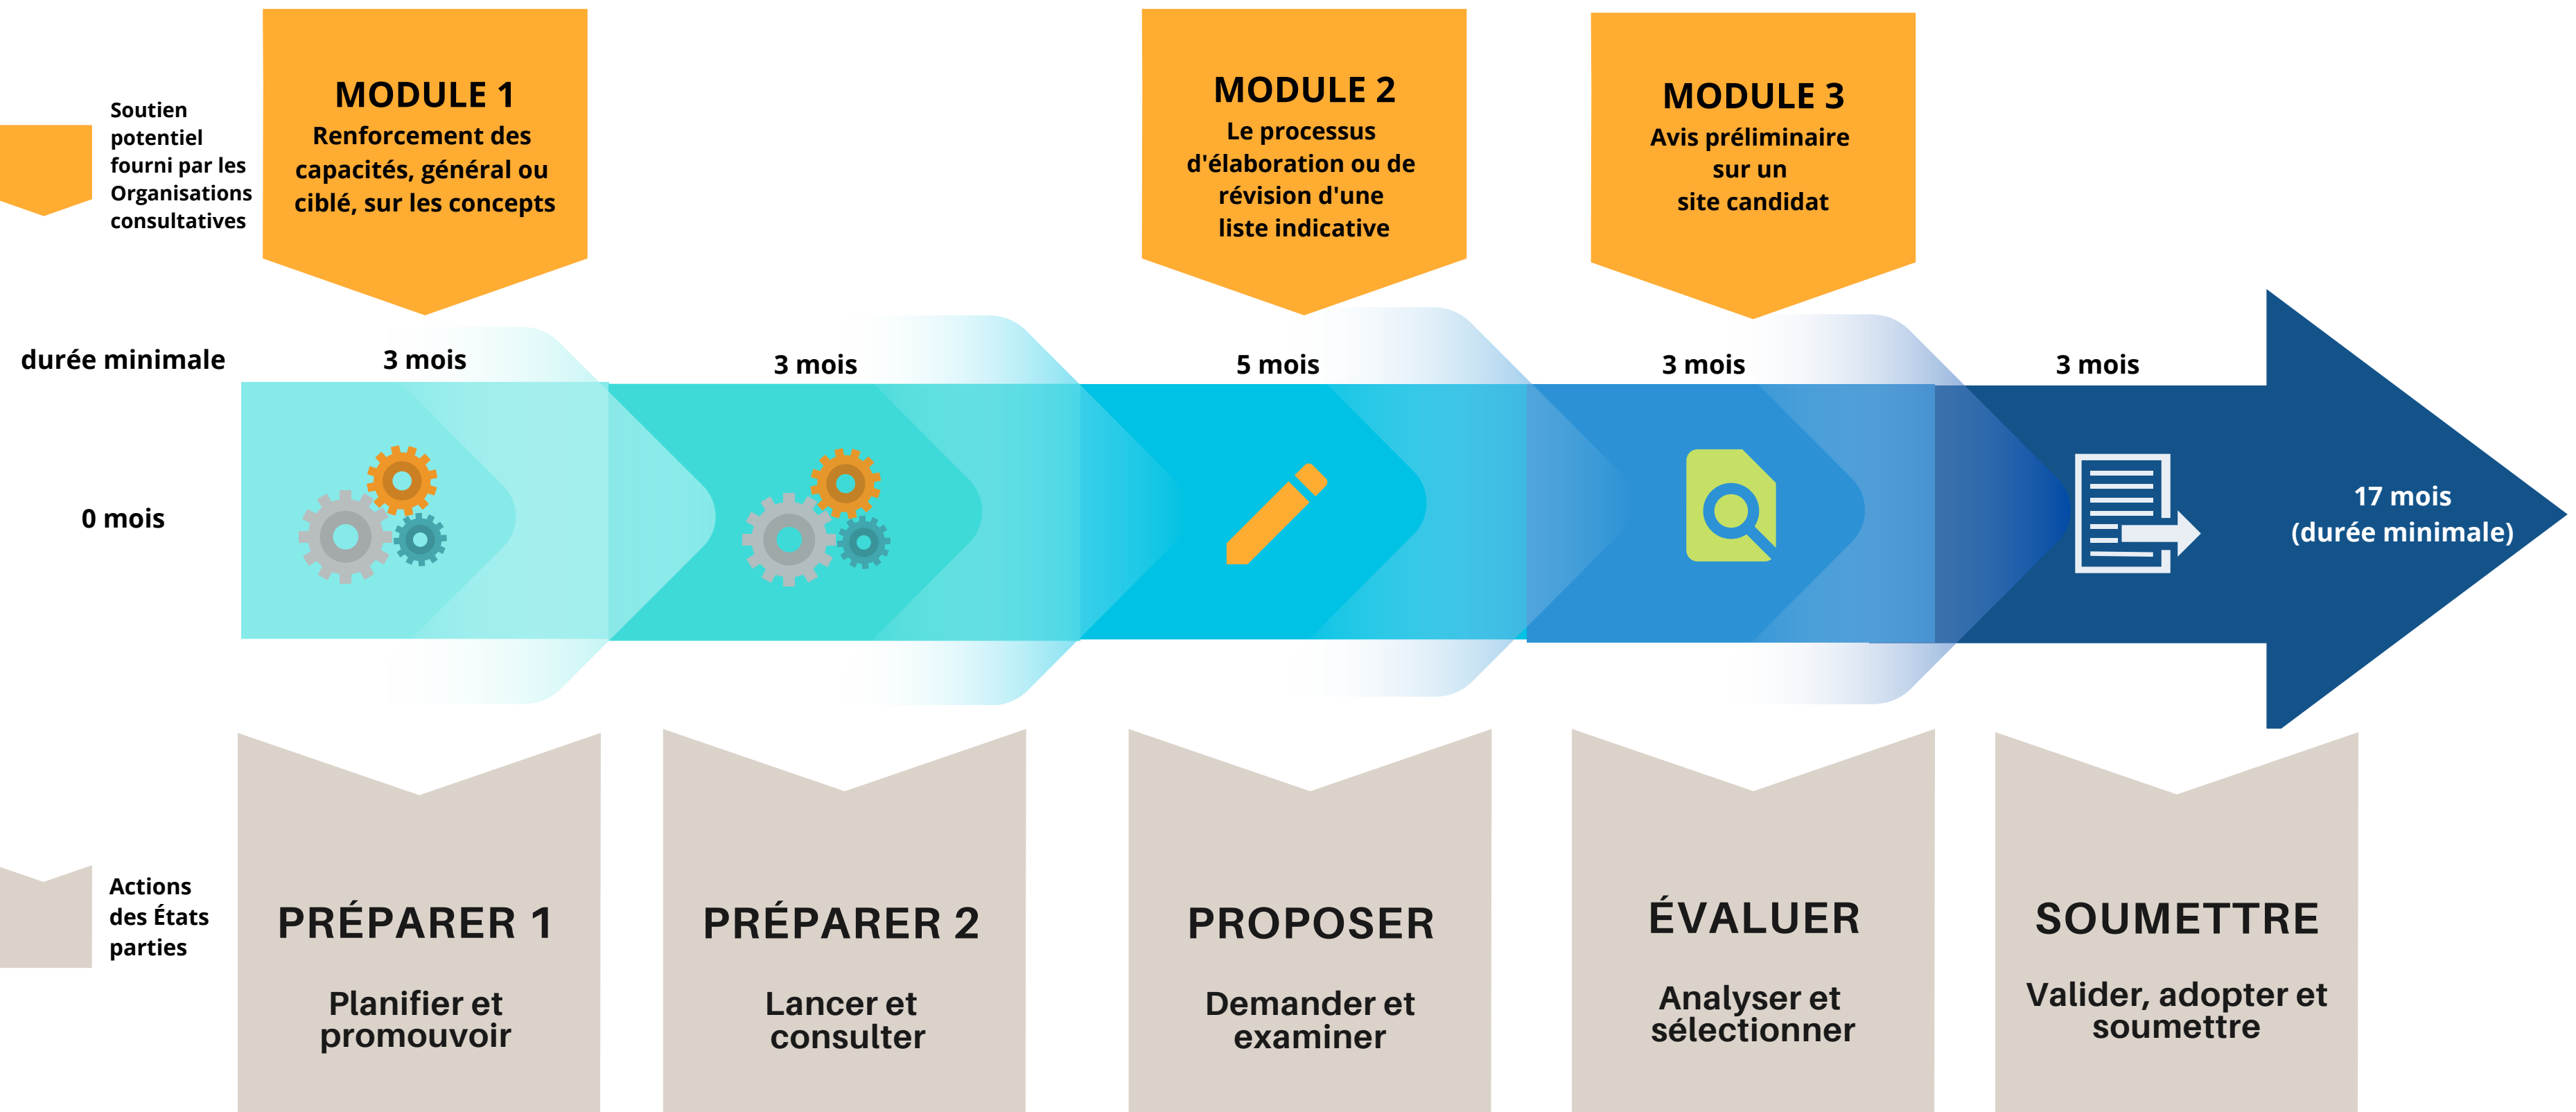 Soutien
potentiel
fourni par les
Organisations
consultatives
MODULE 1
Renforcement des
capacités, général ou
ciblé, sur les concepts
MODULE 2
Le processus
d'élaboration ou de
révision d'une
liste indicative
MODULE 3
Avis préliminaire
sur un
site candidat
durée minimale
3 mois
3 mois
5 mois
3 mois
3 mois
0 mois
17 mois
(durée minimale)
Actions
des États
parties
PRÉPARER 1
Planifier et
promouvoir
PRÉPARER 2
Lancer et
consulter
PROPOSER
Demander et
examiner
ÉVALUER
Analyser et
sélectionner
SOUMETTRE
Valider, adopter et
soumettre